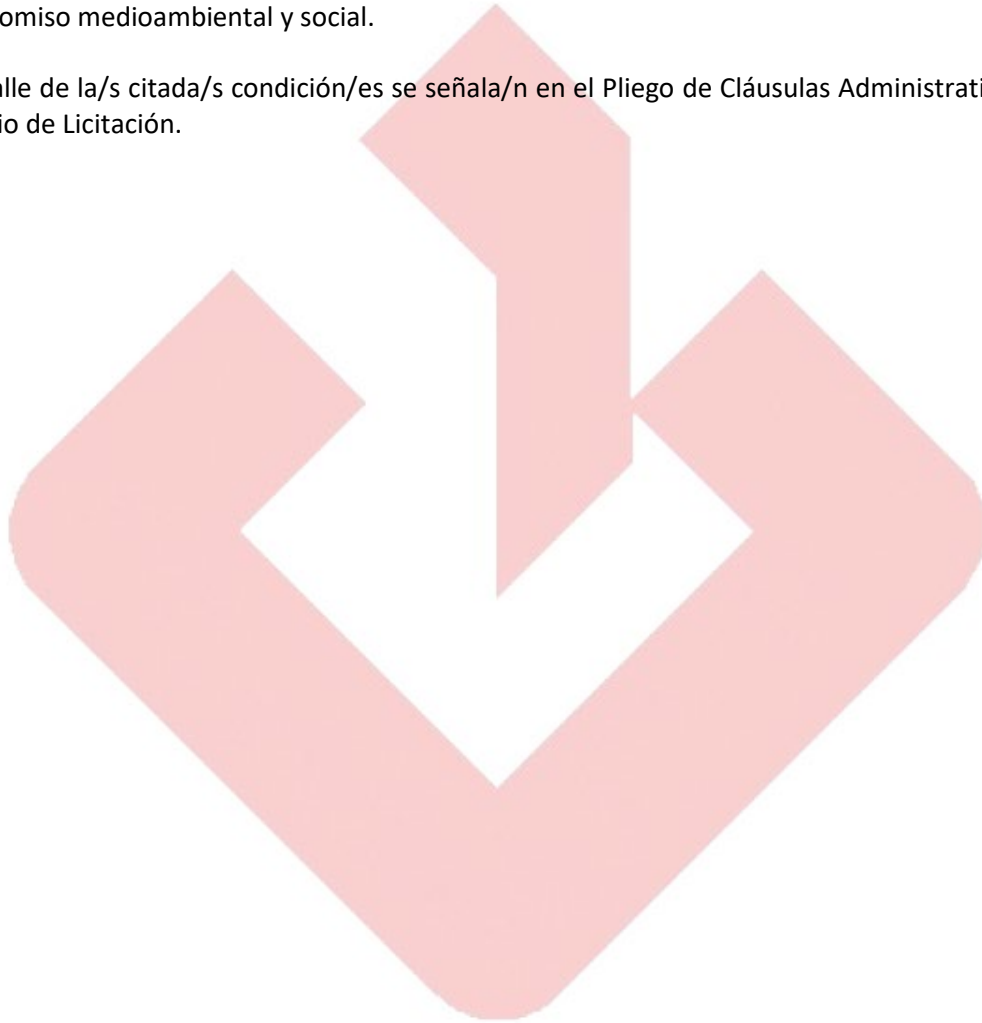 omiso medioambiental y social.
alle de la/s citada/s condición/es se señala/n en el Pliego de Cláusulas Administrati
io de Licitación.